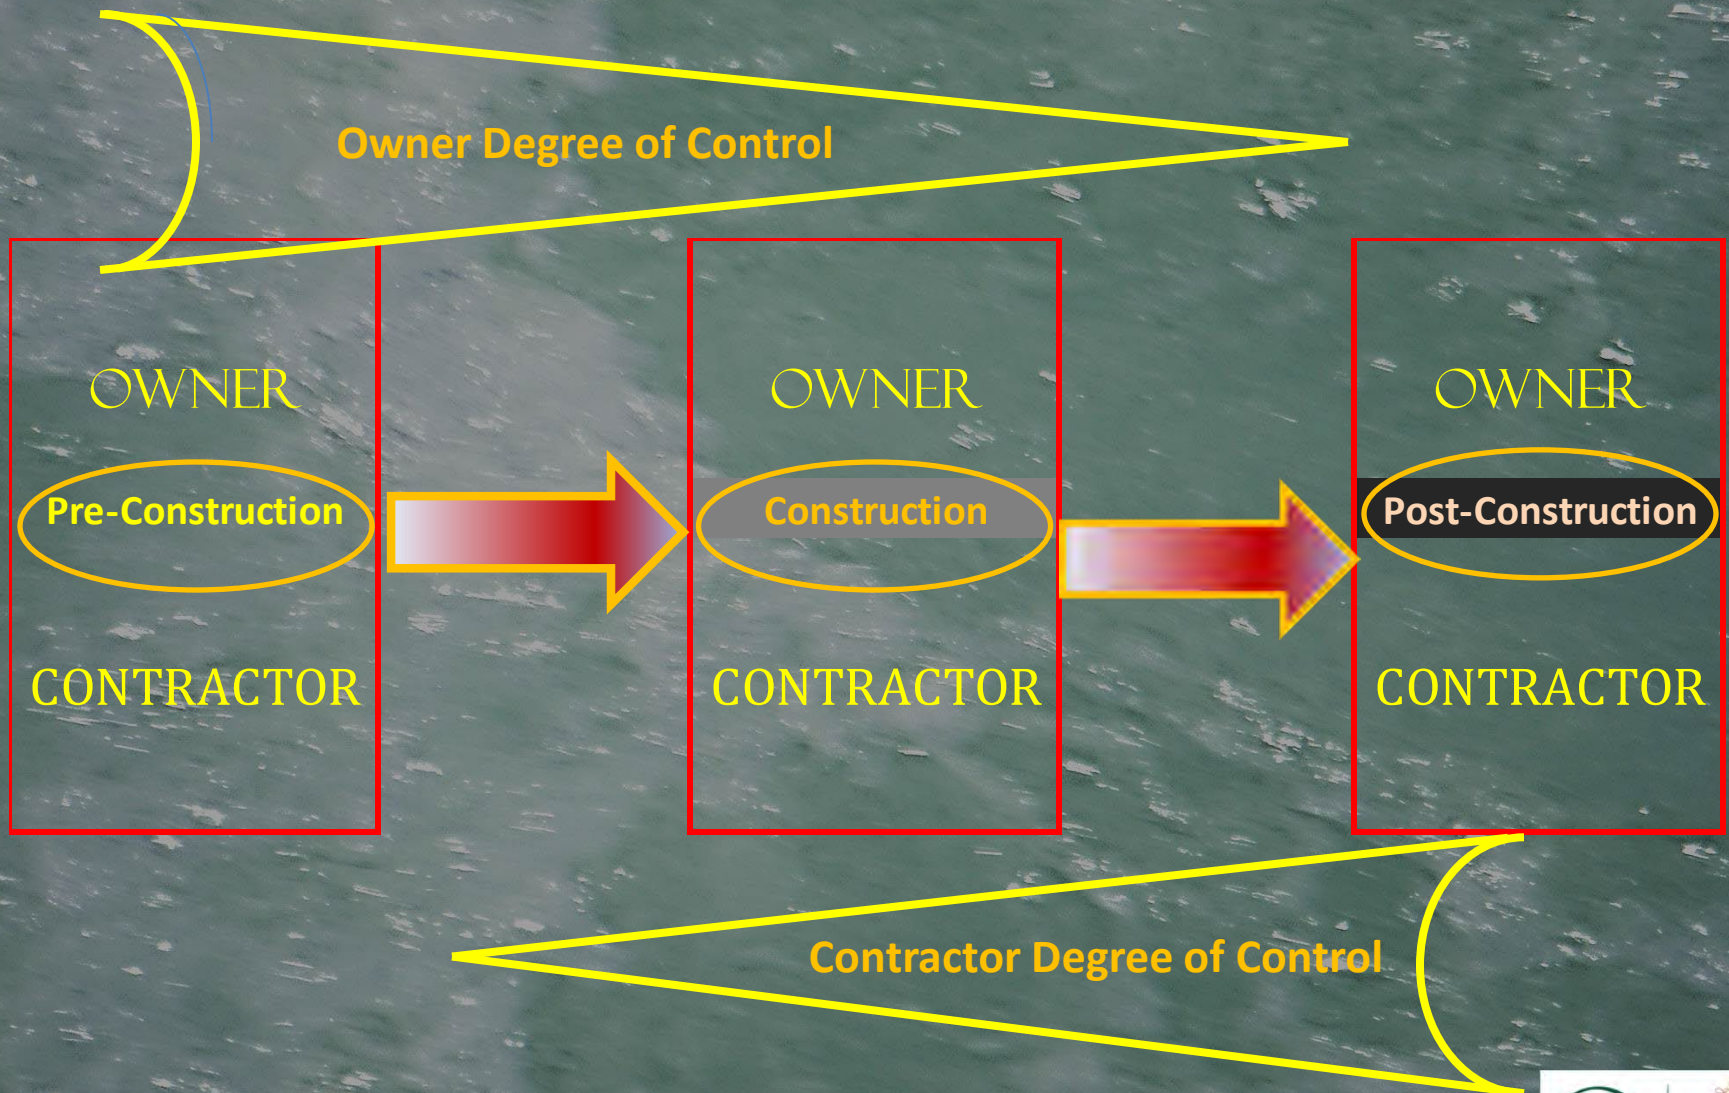 Owner Degree of Control
OWNER
OWNER
OWNER
Pre-Construction
Construction
Post-Construction
CONTRACTOR
CONTRACTOR
CONTRACTOR
Contractor Degree of Control